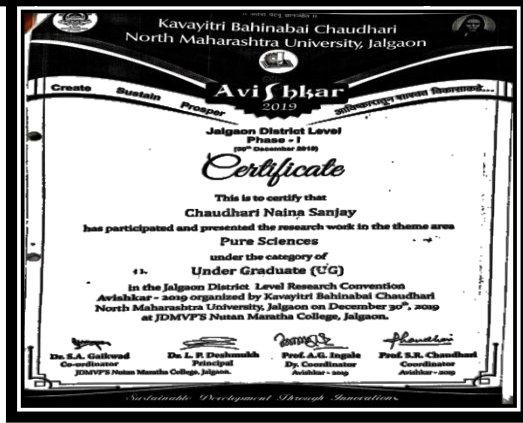 Kavayitri Bahinabai Chaudhari
North Maharashtra University, Jalgaon
Avishkar
2019
Create Sustain Prosper
Jalgaon District Level
Phase - I
(30th December 2019)
Certificate
This is to certify that
Chaudhari Naina Sanjay
has participated and presented the research work in the theme area
Pure Sciences
under the category of
Under Graduate (UG)
in the Jalgaon District Level Research Convention
Avishkar - 2019 organized by Kavayitri Bahinabai Chaudhari
North Maharashtra University, Jalgaon on December 30th, 2019
at JDMVP'S Nutan Maratha College, Jalgaon.
Dr. S.A. Gaikwad
Co-ordinator
Dr. L. P. Deshmukh
Principal
JDMVP'S Nutan Maratha College, Jalgaon.
Prof. A.G. Ingale
Dy. Coordinator
Avishkar - 2019
Prof. S.R. Chaudhari
Coordinator
Avishkar - 2019
Sustainable Development Through Innovations